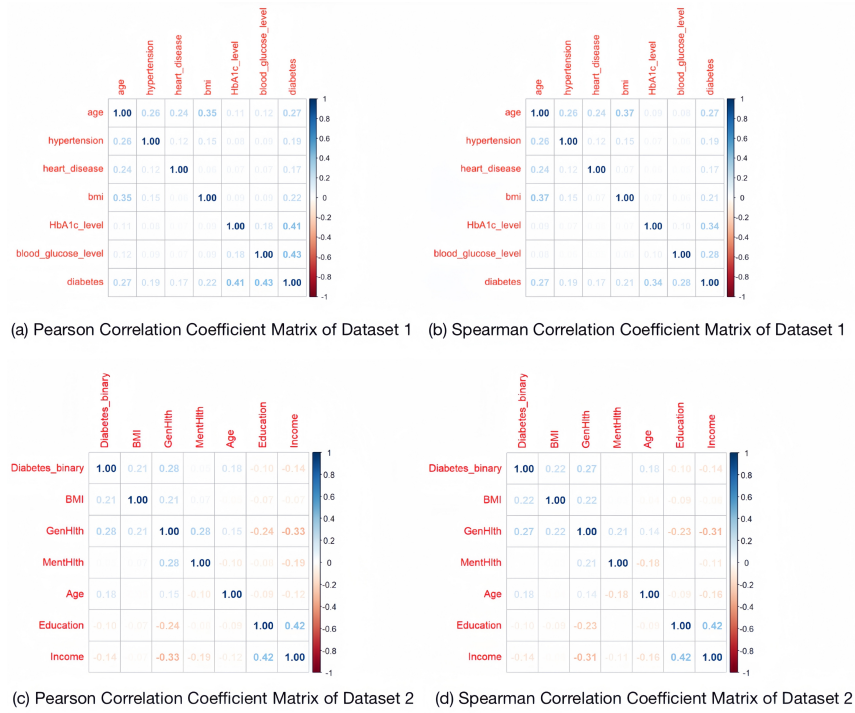 age
hypertension
heart_disease
bmi
HbA1c_level
blood_glucose_level
diabetes
age 1.00 0.26 0.24 0.35 0.11 0.12 0.27
hypertension 0.26 1.00 0.12 0.15 0.19
heart_disease 0.24 0.12 1.00 0.17
bmi 0.35 0.15 1.00 0.22
HbA1c_level 0.11 1.00 0.41
blood_glucose_level 0.12 1.00 0.43
diabetes 0.27 0.19 0.17 0.22 0.41 0.43 1.00
1
0.8
0.6
0.4
0.2
0
-0.2
-0.4
-0.6
-0.8
-1
(a) Pearson Correlation Coefficient Matrix of Dataset 1
age
hypertension
heart_disease
bmi
HbA1c_level
blood_glucose_level
diabetes
age 1.00 0.26 0.24 0.37 0.27
hypertension 0.26 1.00 0.12 0.15 0.19
heart_disease 0.24 0.12 1.00 0.17
bmi 0.37 1.00 0.21
HbA1c_level 1.00 0.34
blood_glucose_level 1.00 0.28
diabetes 0.27 0.19 0.17 0.21 0.34 0.28 1.00
1
0.8
0.6
0.4
0.2
0
-0.2
-0.4
-0.6
-0.8
-1
(b) Spearman Correlation Coefficient Matrix of Dataset 1
Diabetes_binary
BMI
GenHlth
MentHlth
Age
Education
Income
Diabetes_binary 1.00 0.21 0.28 0.18 -0.10 -0.14
BMI 0.21 1.00 0.21
GenHlth 0.28 0.21 1.00 0.28 0.15 -0.24 -0.33
MentHlth 0.28 1.00 -0.19
Age 0.18 0.15 1.00 -0.12
Education -0.10 -0.24 1.00 0.42
Income -0.14 -0.33 -0.19 -0.12 0.42 1.00
1
0.8
0.6
0.4
0.2
0
-0.2
-0.4
-0.6
-0.8
-1
(c) Pearson Correlation Coefficient Matrix of Dataset 2
Diabetes_binary
BMI
GenHlth
MentHlth
Age
Education
Income
Diabetes_binary 1.00 0.22 0.27 0.18 -0.10 -0.14
BMI 0.22 1.00 0.22
GenHlth 0.27 0.22 1.00 0.21 0.14 -0.23 -0.31
MentHlth 0.21 1.00 -0.18 -0.11
Age 0.18 0.14 -0.18 1.00 -0.16
Education -0.10 -0.23 1.00 0.42
Income -0.14 -0.31 -0.11 -0.16 0.42 1.00
1
0.8
0.6
0.4
0.2
0
-0.2
-0.4
-0.6
-0.8
-1
(d) Spearman Correlation Coefficient Matrix of Dataset 2